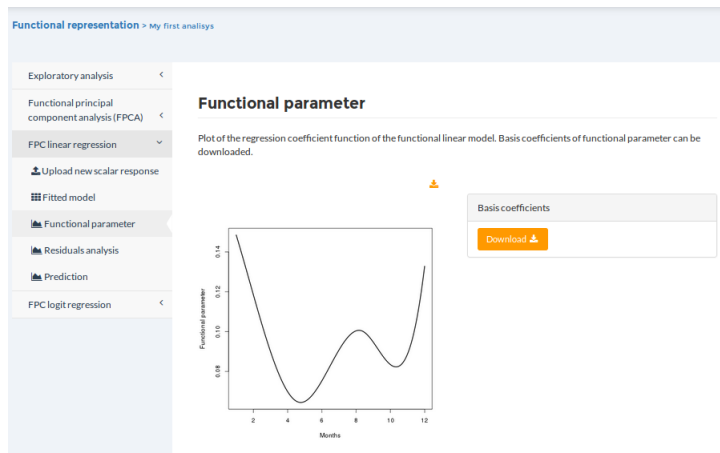 Functional representation > My first analisys
Exploratory analysis
Functional principal
component analysis (FPCA)
FPC linear regression
Upload new scalar response
Fitted model
Functional parameter
Residuals analysis
Prediction
FPC logit regression
Functional parameter
Plot of the regression coefficient function of the functional linear model. Basis coefficients of functional parameter can be
downloaded.
Basis coefficients
Download
Functional parameter
0.14
0.12
0.10
0.08
2 4 6 8 10 12
Months